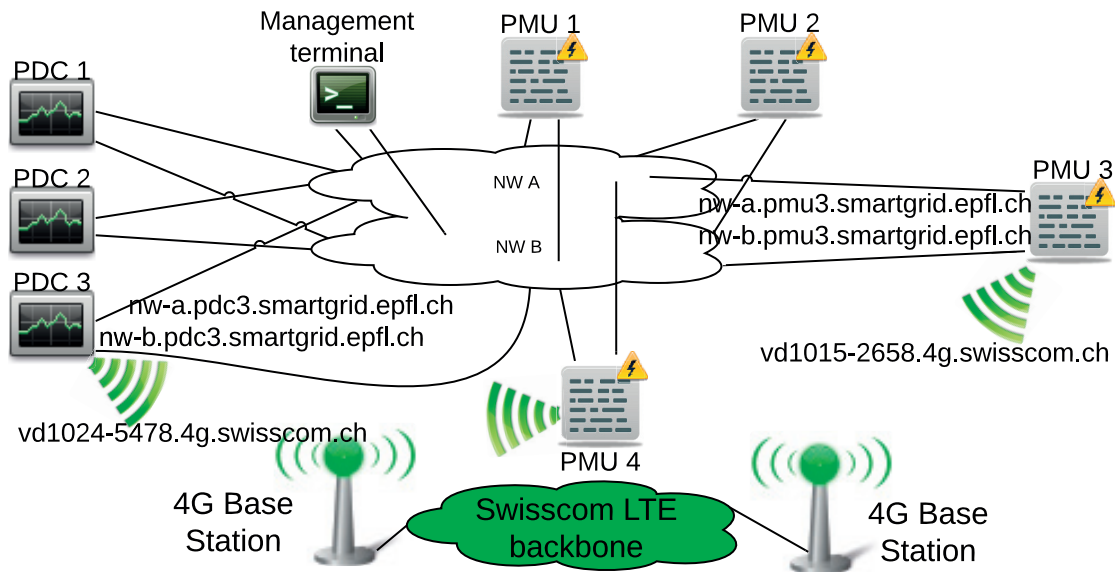 Management
terminal
PMU 1
PMU 2
PDC 1
>_
PDC 2
NW A
PMU 3
nw-a.pmu3.smartgrid.epfl.ch
nw-b.pmu3.smartgrid.epfl.ch
NW B
PDC 3
nw-a.pdc3.smartgrid.epfl.ch
nw-b.pdc3.smartgrid.epfl.ch
vd1015-2658.4g.swisscom.ch
vd1024-5478.4g.swisscom.ch
PMU 4
4G Base
Station
Swisscom LTE
backbone
4G Base
Station